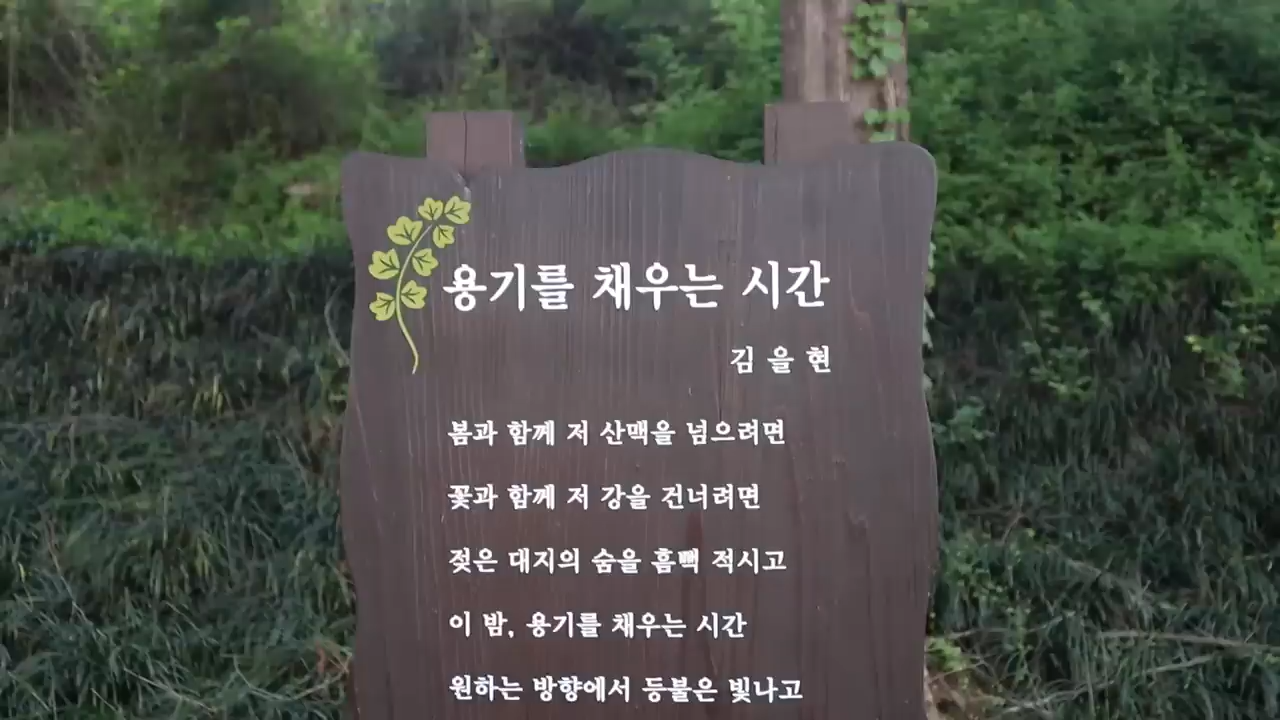 용기를 채우는 시간
김 을 현
봄과 함께 저 산맥을 넘으려면
꽃과 함께 저 강을 건너려면
젖은 대지의 숨을 흠뻑 적시고
이 밤, 용기를 채우는 시간
원하는 방향에서 등불은 빛나고